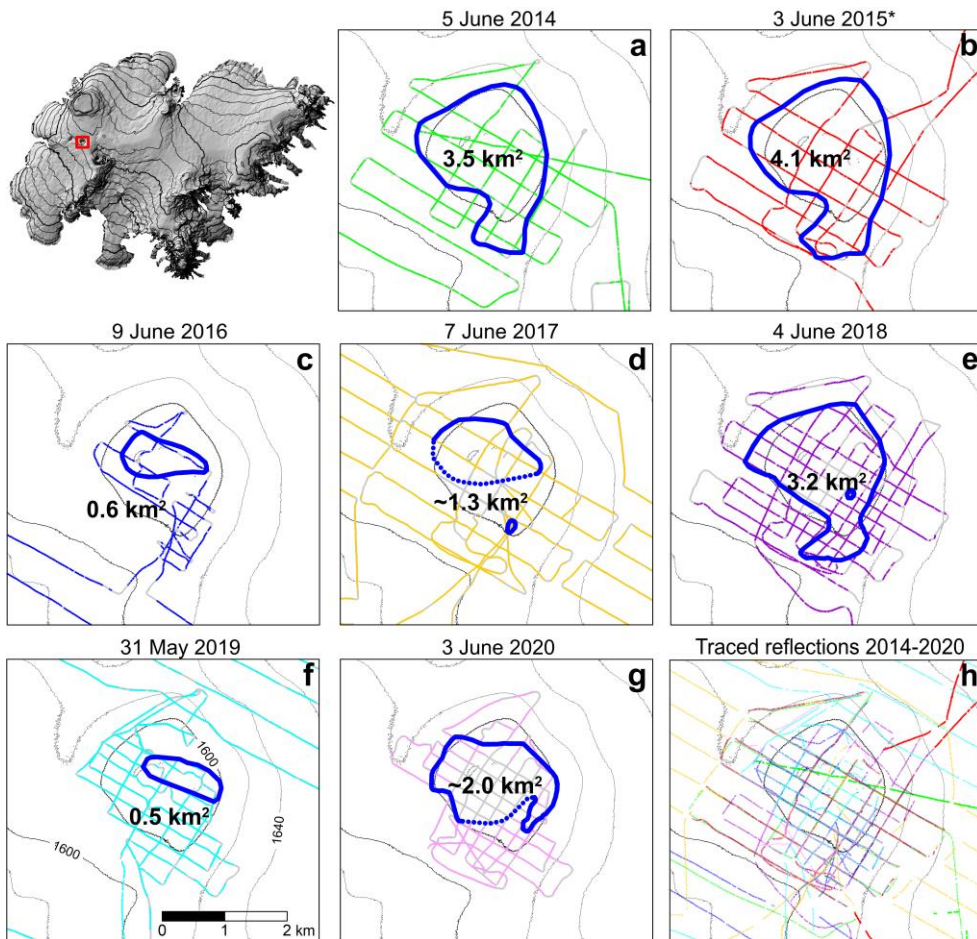 5 June 2014
a
3.5 km²
3 June 2015*
b
4.1 km²
9 June 2016
c
0.6 km²
7 June 2017
d
~1.3 km²
4 June 2018
e
3.2 km²
31 May 2019
f
1600
0.5 km²
1640
1600
0 1 2 km
3 June 2020
g
~2.0 km²
Traced reflections 2014-2020
h